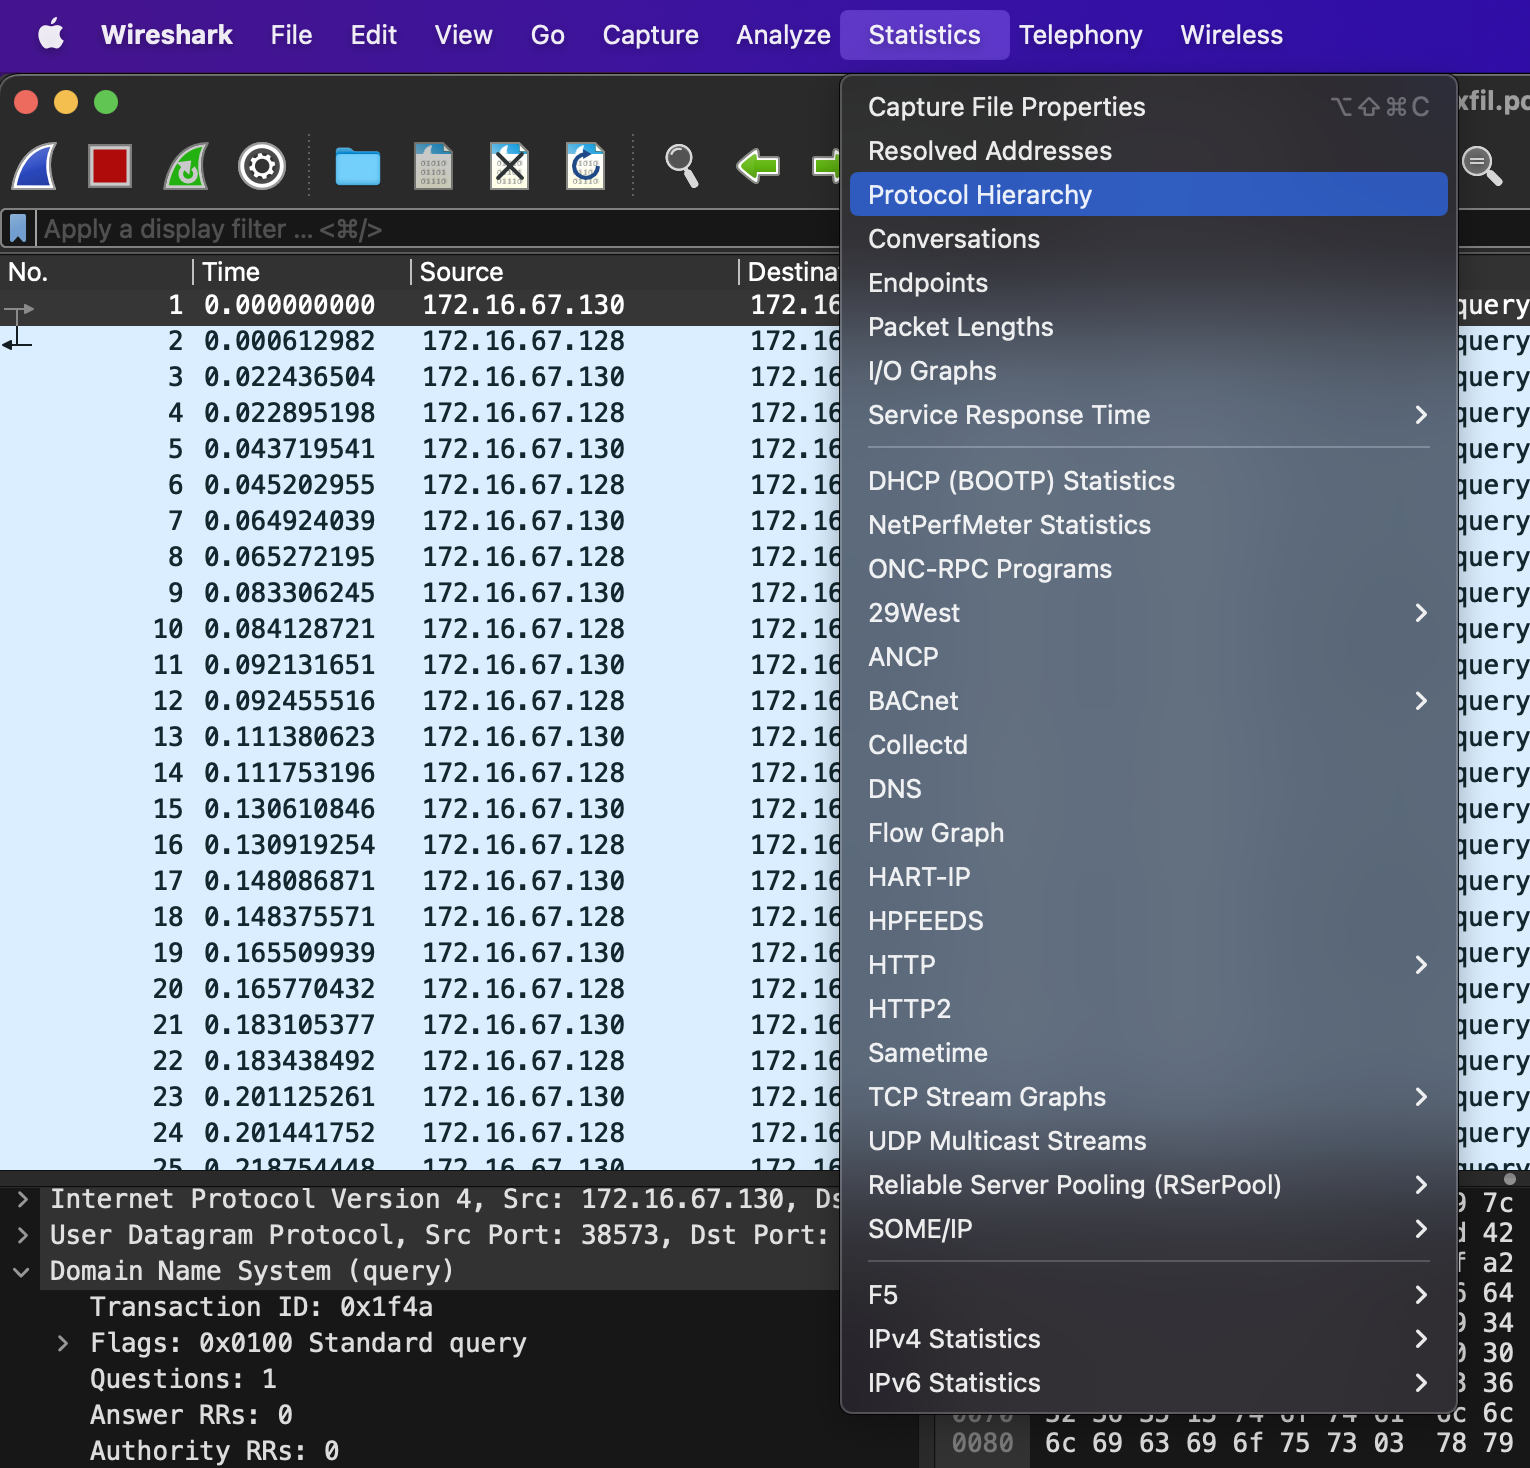 Wireshark File Edit View Go Capture Analyze Statistics Telephony Wireless
Capture File Properties ⌥⇧⌘C
xfil.pc
Resolved Addresses
Protocol Hierarchy
Conversations
Endpoints
Packet Lengths
I/O Graphs
Service Response Time
DHCP (BOOTP) Statistics
NetPerfMeter Statistics
ONC-RPC Programs
29West
ANCP
BACnet
Collectd
DNS
Flow Graph
HART-IP
HPFEEDS
HTTP
HTTP2
Sametime
TCP Stream Graphs
UDP Multicast Streams
Reliable Server Pooling (RSerPool)
SOME/IP
F5
IPv4 Statistics
IPv6 Statistics
Apply a display filter ... <⌘/>
No. Time Source Destina
1 0.000000000 172.16.67.130 172.16 query
2 0.000612982 172.16.67.128 172.16 query
3 0.022436504 172.16.67.130 172.16 query
4 0.022895198 172.16.67.128 172.16 query
5 0.043719541 172.16.67.130 172.16 query
6 0.045202955 172.16.67.128 172.16 query
7 0.064924039 172.16.67.130 172.16 query
8 0.065272195 172.16.67.128 172.16 query
9 0.083306245 172.16.67.130 172.16 query
10 0.084128721 172.16.67.128 172.16 query
11 0.092131651 172.16.67.130 172.16 query
12 0.092455516 172.16.67.128 172.16 query
13 0.111380623 172.16.67.130 172.16 query
14 0.111753196 172.16.67.128 172.16 query
15 0.130610846 172.16.67.130 172.16 query
16 0.130919254 172.16.67.128 172.16 query
17 0.148086871 172.16.67.130 172.16 query
18 0.148375571 172.16.67.128 172.16 query
19 0.165509939 172.16.67.130 172.16 query
20 0.165770432 172.16.67.128 172.16 query
21 0.183105377 172.16.67.130 172.16 query
22 0.183438492 172.16.67.128 172.16 query
23 0.201125261 172.16.67.130 172.16 query
24 0.201441752 172.16.67.128 172.16 query
25 0.218754448 172.16.67.130 172.16 query
Internet Protocol Version 4, Src: 172.16.67.130, Ds
User Datagram Protocol, Src Port: 38573, Dst Port:
Domain Name System (query)
Transaction ID: 0x1f4a
Flags: 0x0100 Standard query
Questions: 1
Answer RRs: 0
Authority RRs: 0
7c
42
a2
64
34
30
36
6c
0080 6c 69 63 69 6f 75 73 03 78 79